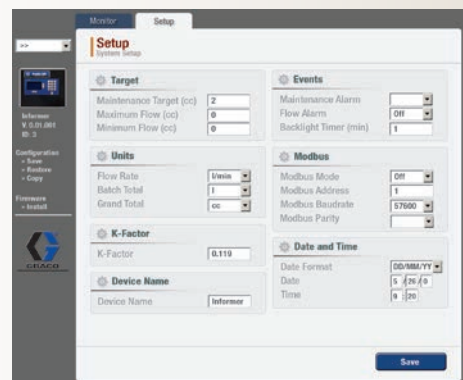 Monitor
Setup
>>
Setup
System Setup
Informer
V. 0.01.001
ID: 3
Configuration
» Save
» Restore
» Copy
Firmware
» Install
GRACO
Target
Maintenance Target (cc) 2
Maximum Flow (cc) 0
Minimum Flow (cc) 0
Units
Flow Rate l/min
Batch Total l
Grand Total cc
K-Factor
K-Factor 0.119
Device Name
Device Name Informer
Events
Maintenance Alarm
Flow Alarm Off
Backlight Timer (min) 1
Modbus
Modbus Mode Off
Modbus Address 1
Modbus Baudrate 57600
Modbus Parity
Date and Time
Date Format DD/MM/YY
Date 5 / 26 / 0
Time 9 : 20
Save